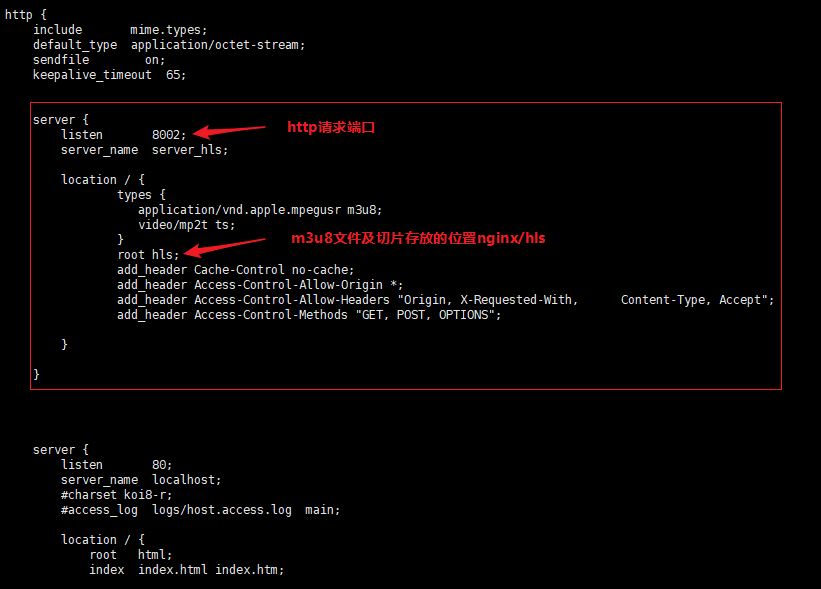 http {
    include       mime.types;
    default_type  application/octet-stream;
    sendfile        on;
    keepalive_timeout  65;
    server {
        listen       8002;
http请求端口
        server_name  server_hls;
        location / {
                types {
                   application/vnd.apple.mpegusr m3u8;
                   video/mp2t ts;
                }
m3u8文件及切片存放的位置nginx/hls
                root hls;
                add_header Cache-Control no-cache;
                add_header Access-Control-Allow-Origin *;
                add_header Access-Control-Allow-Headers "Origin, X-Requested-With,      Content-Type, Accept";
                add_header Access-Control-Methods "GET, POST, OPTIONS";
        }
    }
    server {
        listen       80;
        server_name  localhost;
        #charset koi8-r;
        #access_log  logs/host.access.log  main;
        location / {
            root   html;
            index  index.html index.htm;